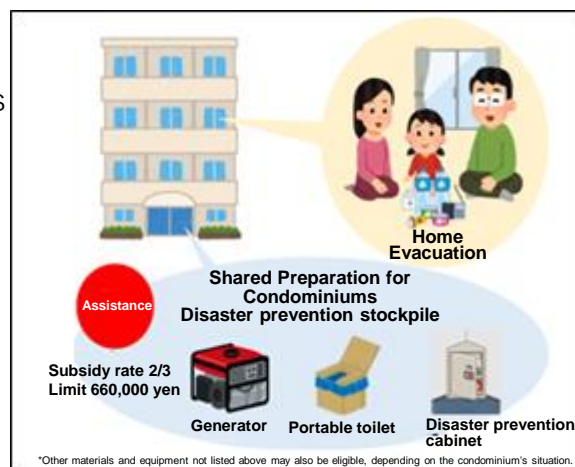 S
Home
Evacuation
Shared Preparation for
Condominiums
Disaster prevention stockpile
Assistance
Subsidy rate 2/3
Limit 660,000 yen
Generator
Portable toilet
Disaster prevention
cabinet
*Other materials and equipment not listed above may also be eligible, depending on the condominium's situation.